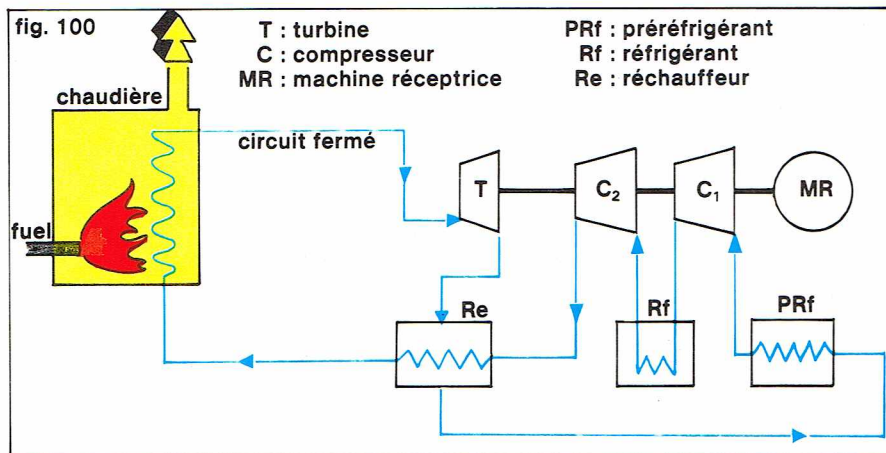 fig. 100
T : turbine
C : compresseur
MR : machine réceptrice
PRf : préréfrigérant
Rf : réfrigérant
Re : réchauffeur
chaudière
circuit fermé
fuel
T
C₂
C₁
MR
Re
Rf
PRf